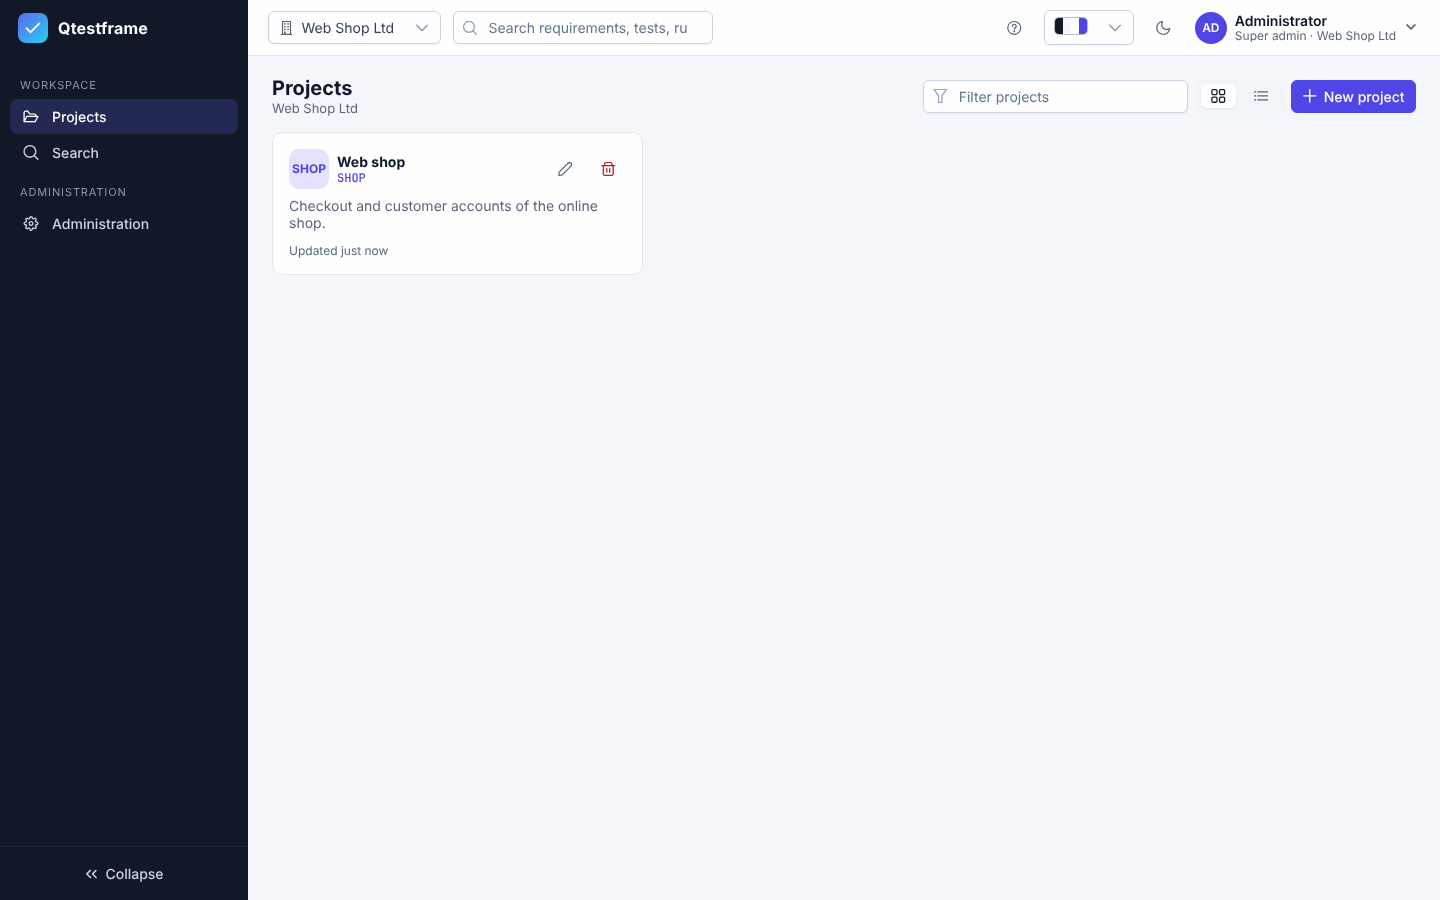 Qtestframe
Web Shop Ltd
Search requirements, tests, ru
AD
Administrator
Super admin · Web Shop Ltd
WORKSPACE
Projects
Search
ADMINISTRATION
Administration
Collapse
Projects
Web Shop Ltd
Filter projects
New project
SHOP
Web shop
SHOP
Checkout and customer accounts of the online
shop.
Updated just now